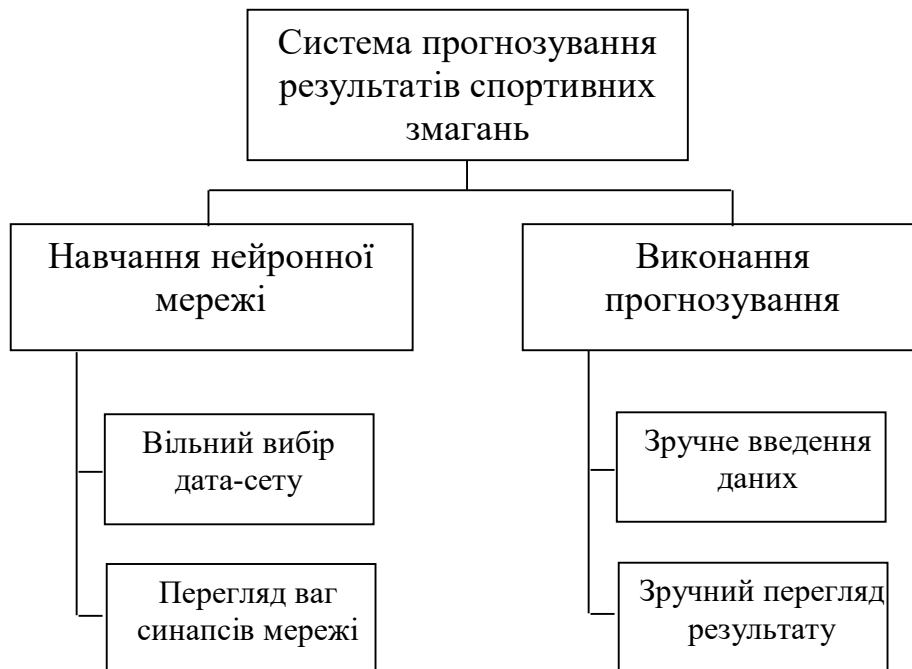 Система прогнозування
результатів спортивних
змагань
Навчання нейронної
мережі
Виконання
прогнозування
Вільний вибір
дата-сету
Зручне введення
даних
Перегляд ваг
синапсів мережі
Зручний перегляд
результату